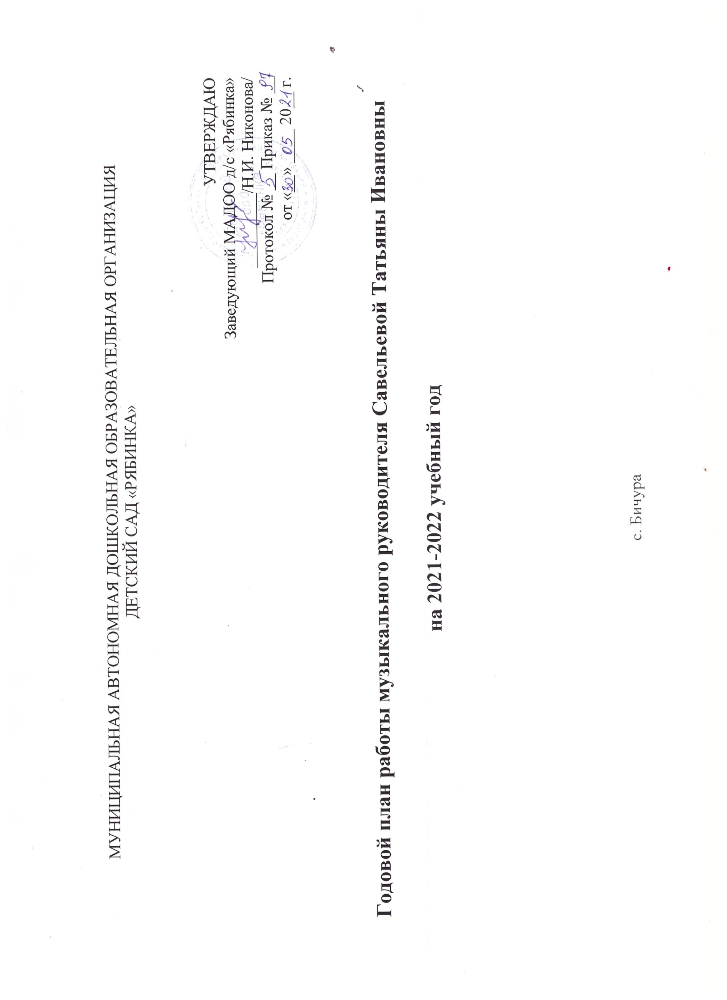 МУНИЦИПАЛЬНАЯ АВТОНОМНАЯ ДОШКОЛЬНАЯ ОБРАЗОВАТЕЛЬНАЯ ОРГАНИЗАЦИЯ
ДЕТСКИЙ САД «РЯБИНКА»
УТВЕРЖДАЮ
Заведующий МАДОО д/с «Рябинка»
/Н.И. Никонова/
Протокол № 5 Приказ № 97
от «30» 05 2021 г.
Годовой план работы музыкального руководителя Савельевой Татьяны Ивановны
на 2021-2022 учебный год
с. Бичура